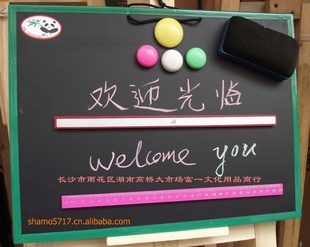 欢迎光临
welcome you
长沙市雨花区湖南高桥大市场富一文化用品商行
shamo5717.cn.alibaba.com